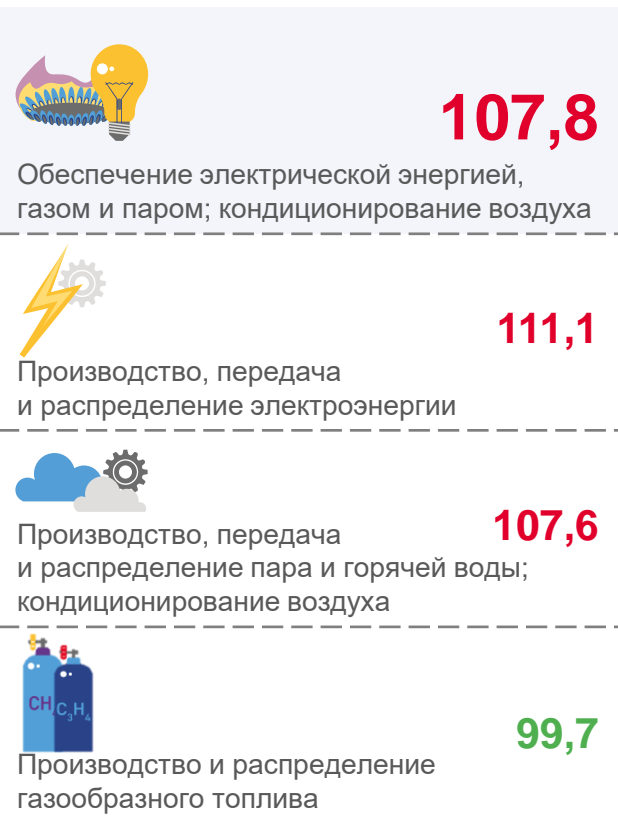 107,8
Обеспечение электрической энергией,
газом и паром; кондиционирование воздуха
111,1
Производство, передача
и распределение электроэнергии
107,6
Производство, передача
и распределение пара и горячей воды;
кондиционирование воздуха
CH
C3H4
99,7
Производство и распределение
газообразного топлива